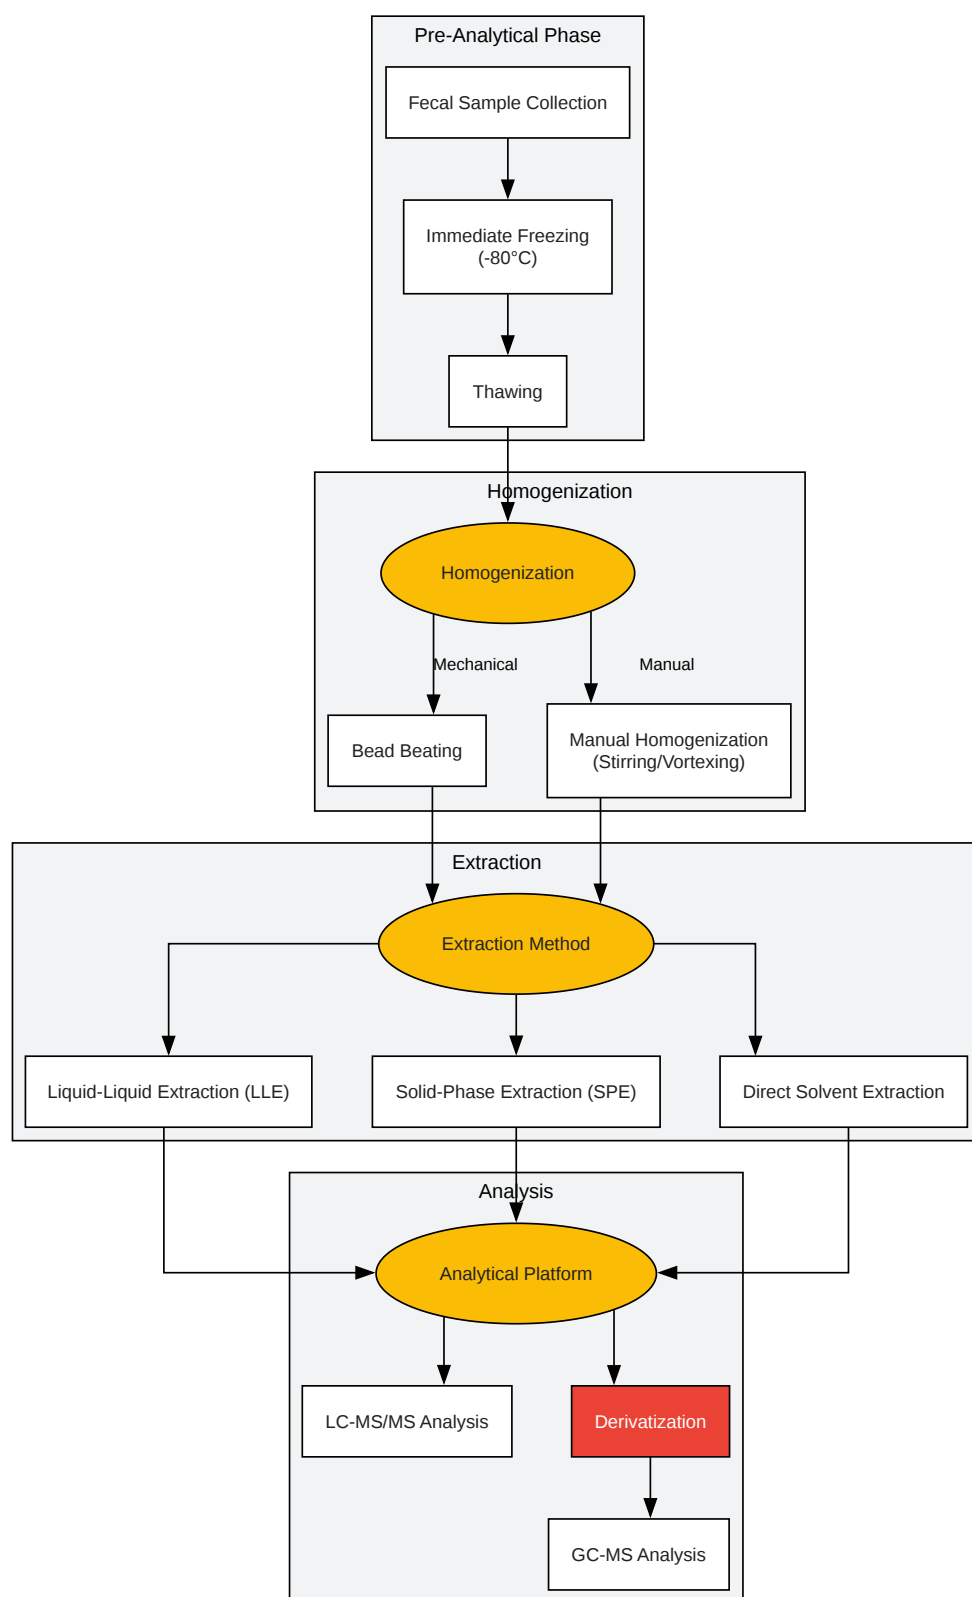 Pre-Analytical Phase
Fecal Sample Collection
Immediate Freezing
(-80°C)
Thawing
Homogenization
Homogenization
Mechanical
Manual
Bead Beating
Manual Homogenization
(Stirring/Vortexing)
Extraction
Extraction Method
Liquid-Liquid Extraction (LLE)
Solid-Phase Extraction (SPE)
Direct Solvent Extraction
Analysis
Analytical Platform
LC-MS/MS Analysis
Derivatization
GC-MS Analysis